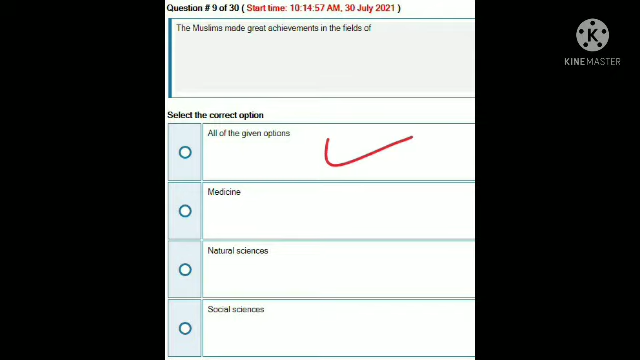 Question # 9 of 30 ( Start time: 10:14:57 AM, 30 July 2021 )
The Muslims made great achievements in the fields of
Select the correct option
All of the given options
Medicine
Natural sciences
Social sciences
K
KINEMASTER